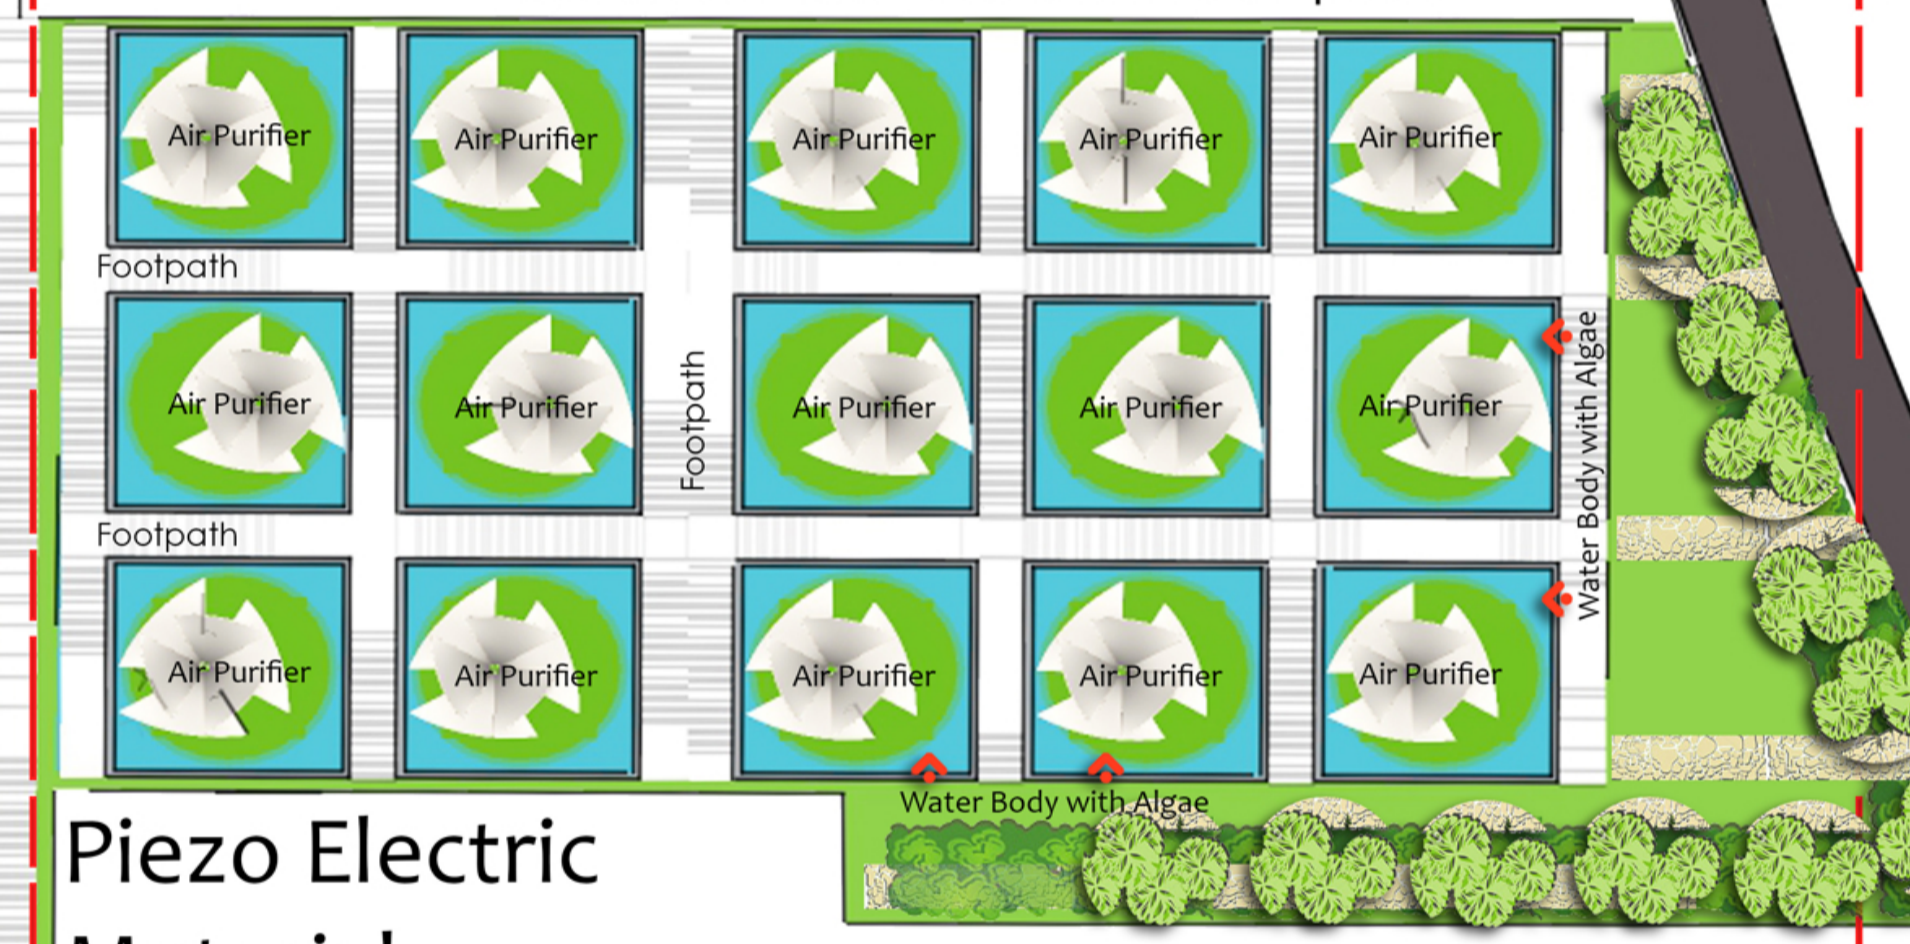 Air Purifier Air Purifier Air Purifier Air Purifier Air Purifier
Footpath
Air Purifier Air Purifier Footpath Air Purifier Air Purifier Air Purifier
Water Body with Algae
Footpath
Air Purifier Air Purifier Air Purifier Air Purifier Air Purifier
Water Body with Algae
Piezo Electric